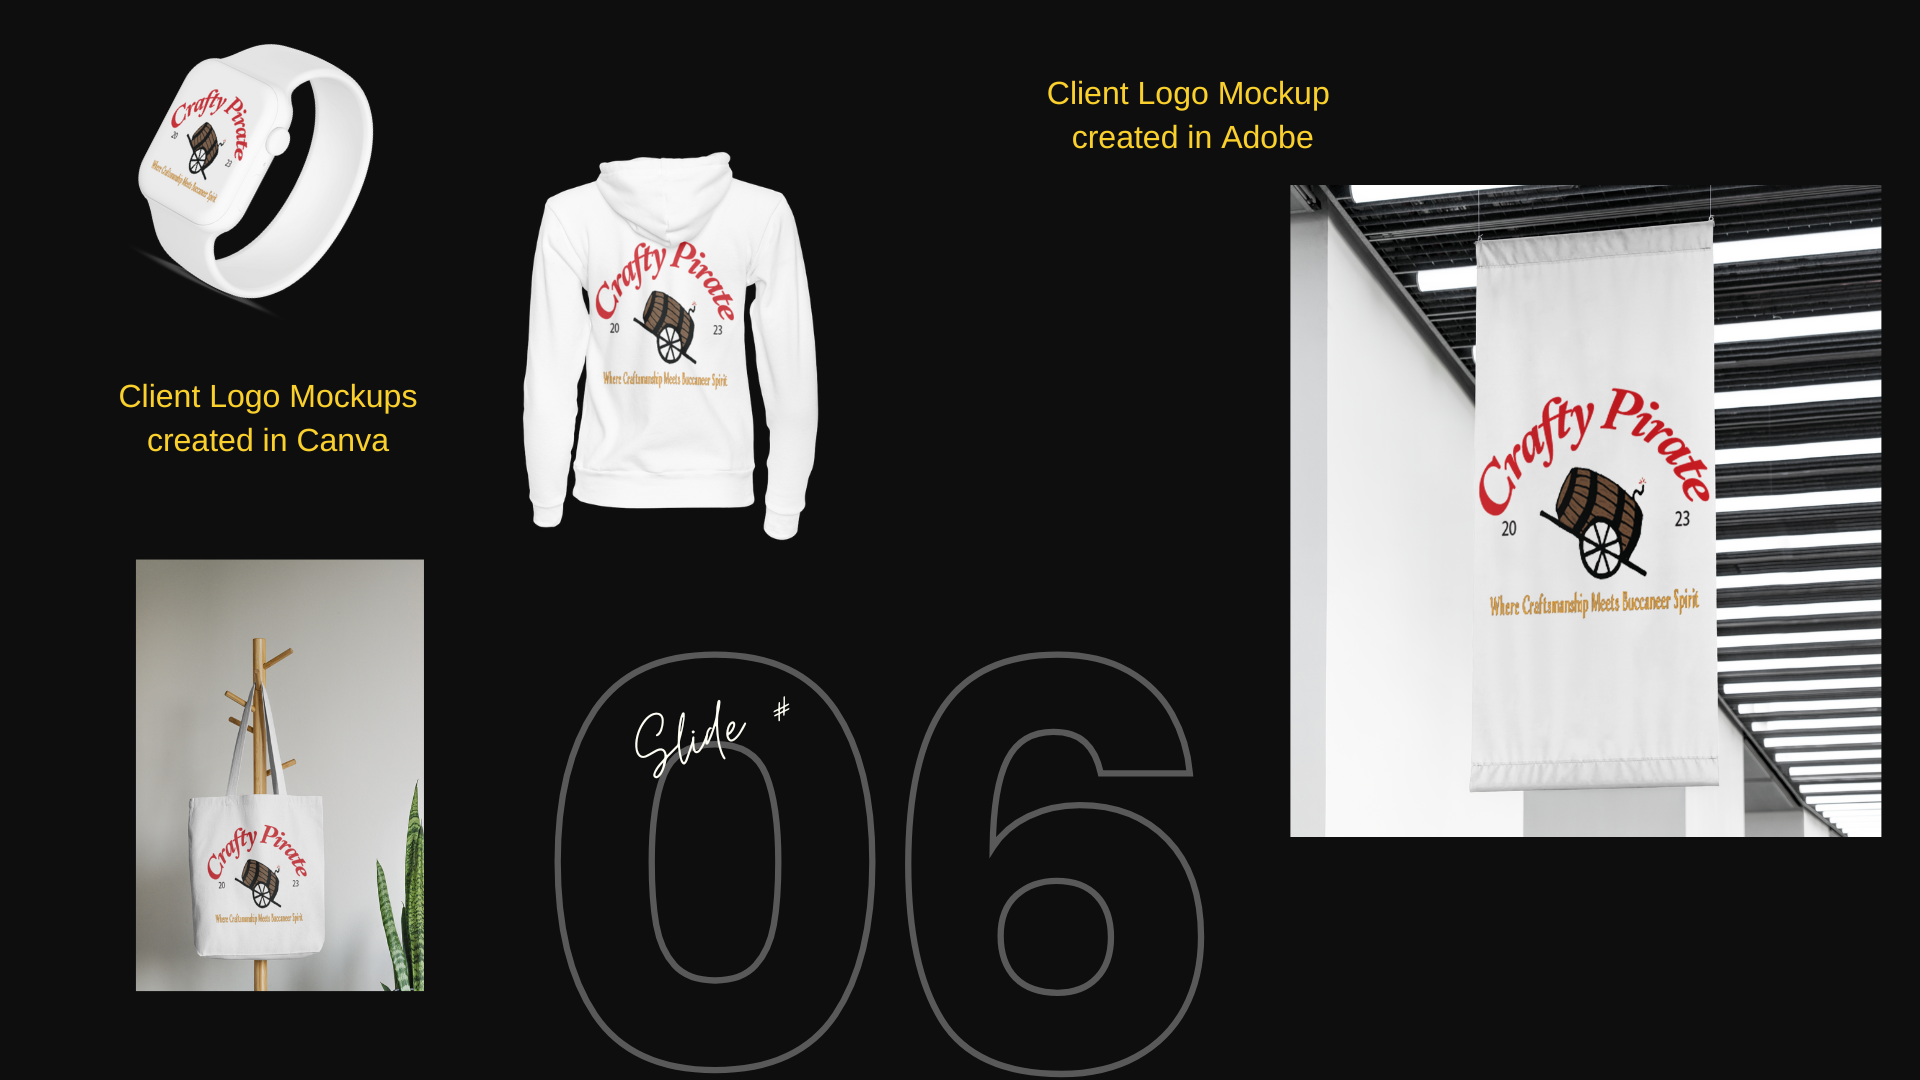 Crafty Pirate
20 23
Where Craftsmanship Meets Buccaneer Spirit
Client Logo Mockups
created in Canva
Crafty Pirate
20 23
Where Craftsmanship Meets Buccaneer Spirit
Client Logo Mockup
created in Adobe
Crafty Pirate
20 23
Where Craftsmanship Meets Buccaneer Spirit
Crafty Pirate
20 23
Where Craftsmanship Meets Buccaneer Spirit
Slide #
06